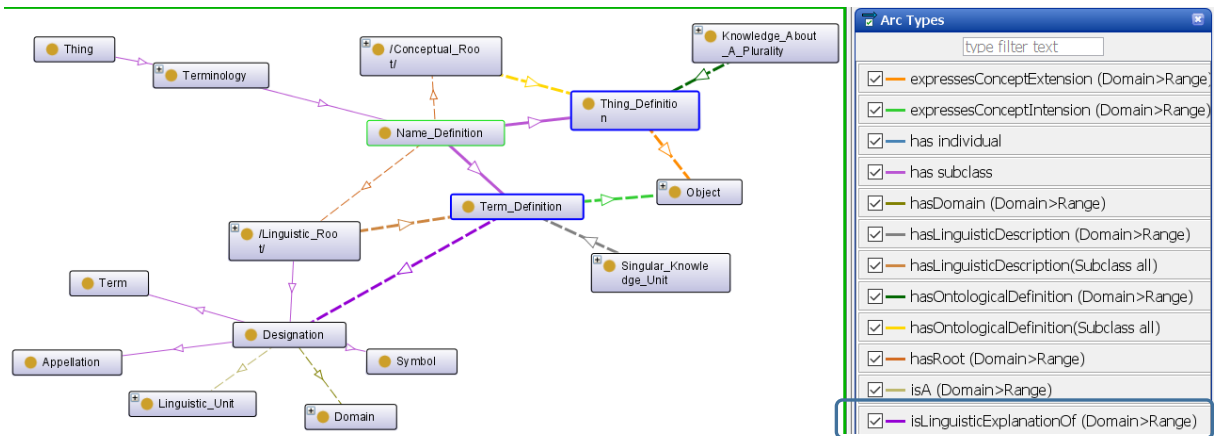 Thing
Terminology
/Conceptual_Roo
t/
Knowledge_About
_A_Plurality
Name_Definition
Thing_Definitio
n
Term_Definition
Object
/Linguistic_Roo
t/
Singular_Knowle
dge_Unit
Term
Designation
Appellation
Symbol
Linguistic_Unit
Domain
Arc Types
type filter text
expressesConceptExtension (Domain>Range)
expressesConceptIntension (Domain>Range)
has individual
has subclass
hasDomain (Domain>Range)
hasLinguisticDescription (Domain>Range)
hasLinguisticDescription(Subclass all)
hasOntologicalDefinition (Domain>Range)
hasOntologicalDefinition(Subclass all)
hasRoot (Domain>Range)
isA (Domain>Range)
isLinguisticExplanationOf (Domain>Range)